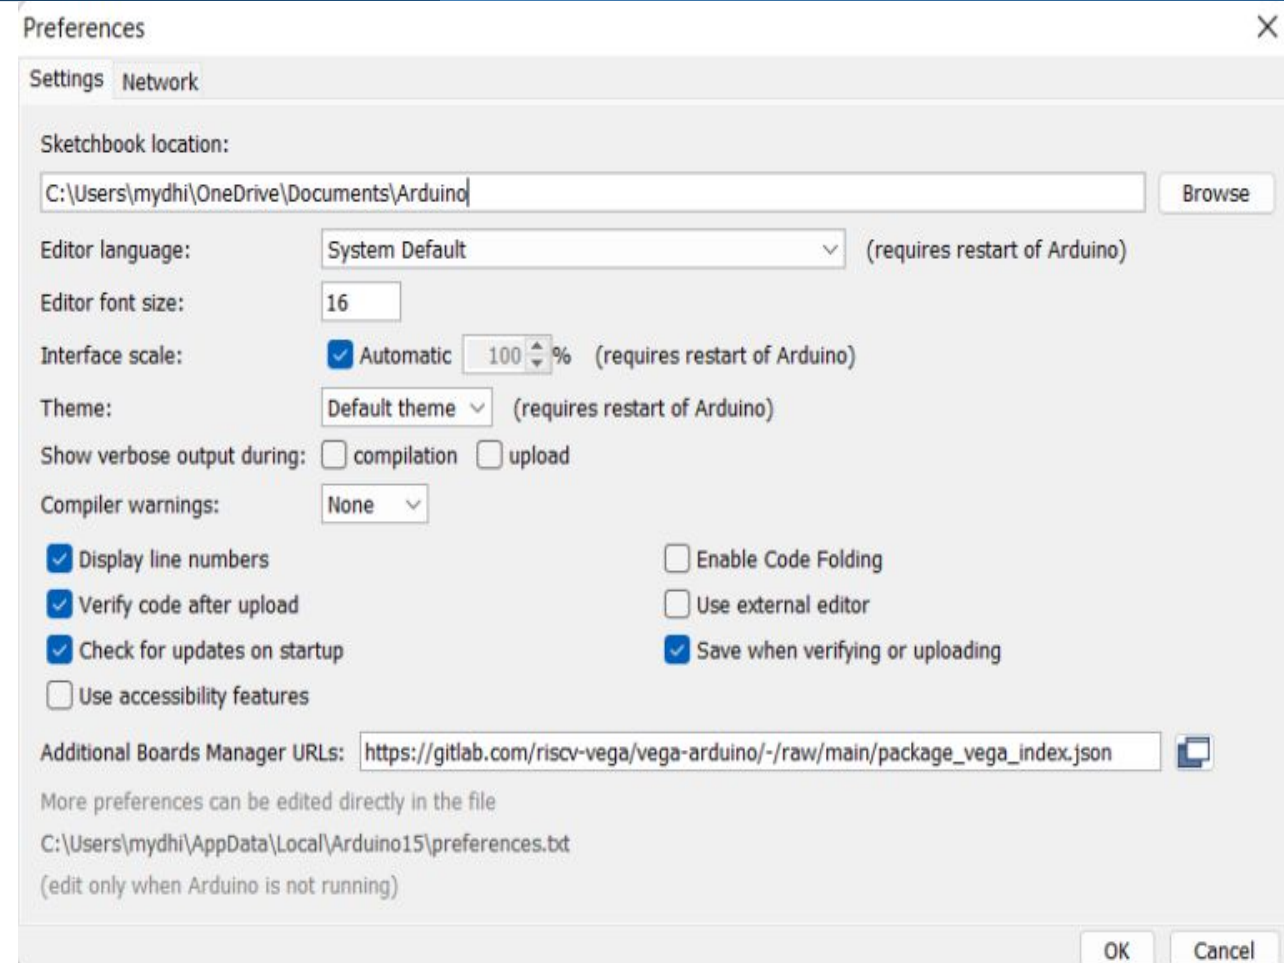 Preferences
Settings Network
Sketchbook location:
C:\Users\mydhi\OneDrive\Documents\Arduino Browse
Editor language: System Default (requires restart of Arduino)
Editor font size: 16
Interface scale: Automatic 100 % (requires restart of Arduino)
Theme: Default theme (requires restart of Arduino)
Show verbose output during: compilation upload
Compiler warnings: None
Display line numbers Enable Code Folding
Verify code after upload Use external editor
Check for updates on startup Save when verifying or uploading
Use accessibility features
Additional Boards Manager URLs: https://gitlab.com/riscv-vega/vega-arduino/-/raw/main/package_vega_index.json
More preferences can be edited directly in the file
C:\Users\mydhi\AppData\Local\Arduino15\preferences.txt
(edit only when Arduino is not running)
OK Cancel